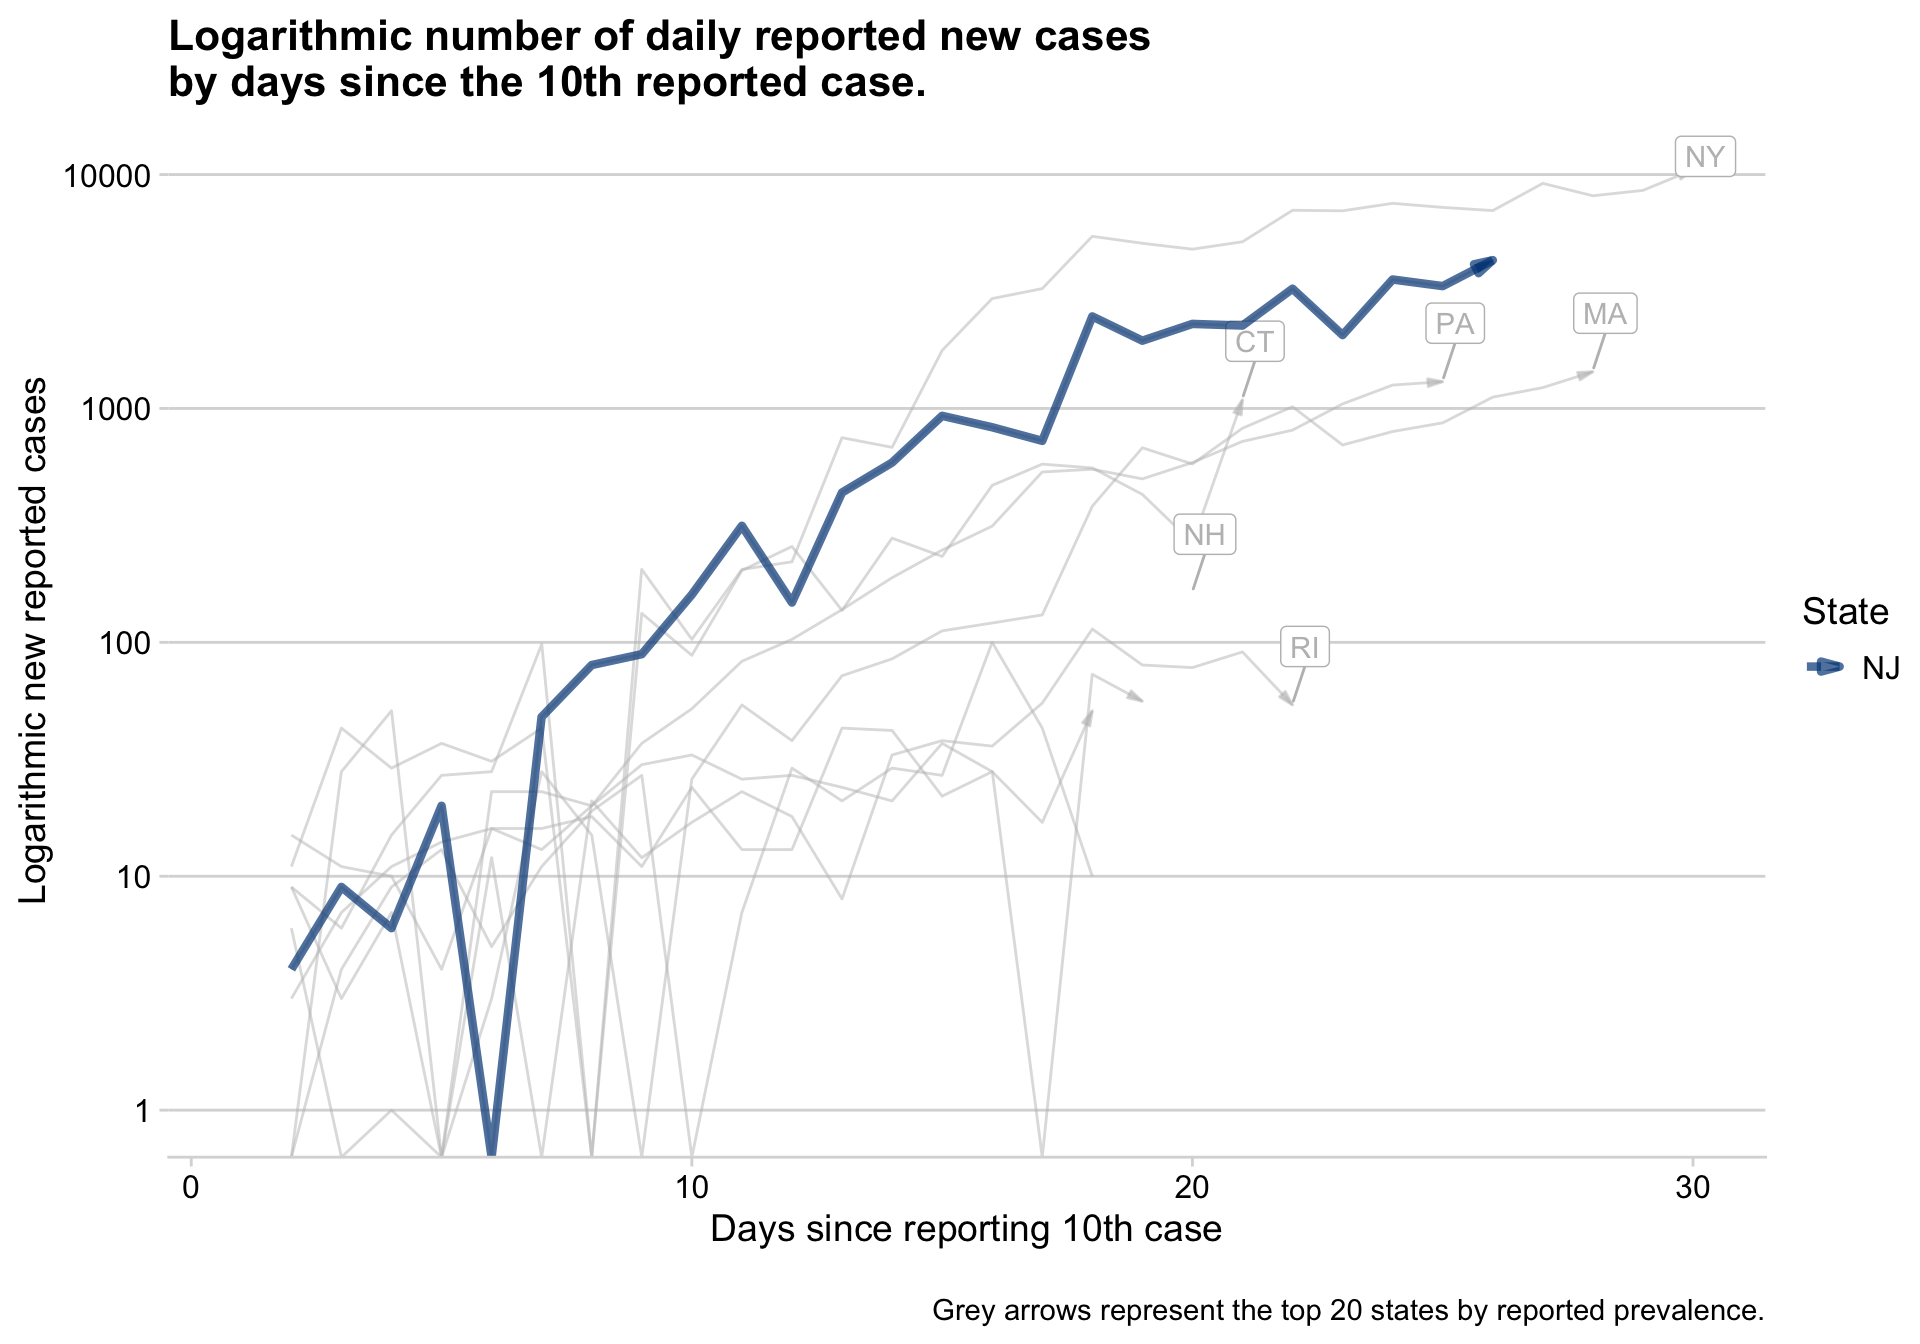 Logarithmic number of daily reported new cases
by days since the 10th reported case.
Logarithmic new reported cases
10000
1000
100
10
1
NY
MA
PA
CT
NH
RI
State
NJ
0
10
20
30
Days since reporting 10th case
Grey arrows represent the top 20 states by reported prevalence.